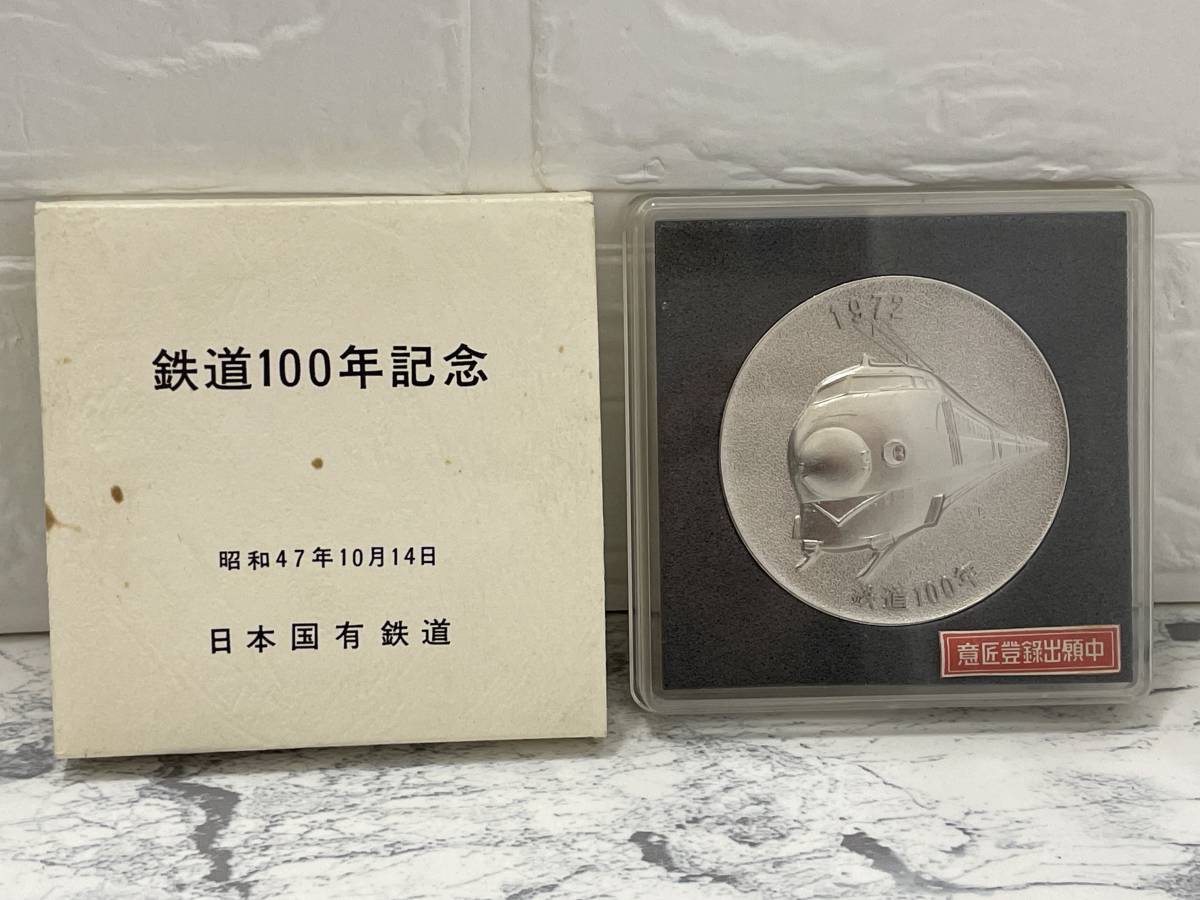 鉄道100年記念
昭和47年10月14日
日本国有鉄道
1972
鉄道100年
意匠登録出願中